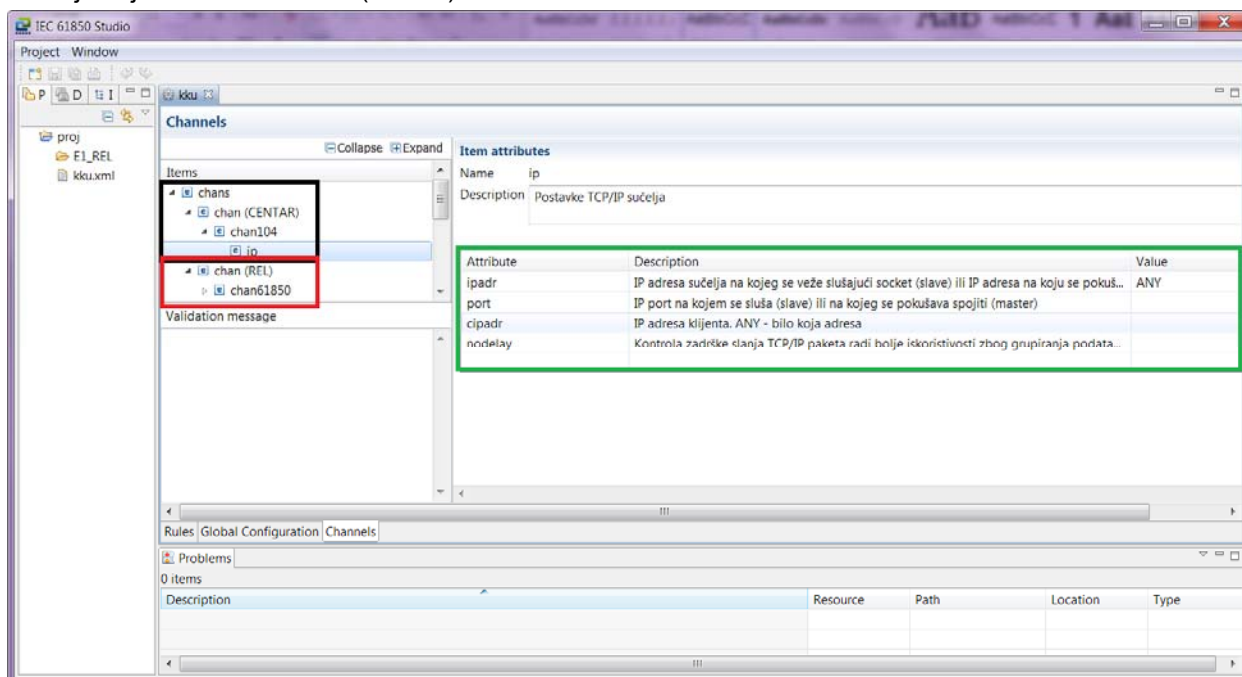 IEC 61850 Studio
Project Window
P D I
kku
Channels
proj
E1_REL
kku.xml
Collapse Expand
Items
chans
chan (CENTAR)
chan104
ip
chan (REL)
chan61850
Validation message
Item attributes
Name ip
Description Postavke TCP/IP sučelja
Attribute Description Value
ipadr IP adresa sučelja na kojeg se veže slušajući socket (slave) ili IP adresa na koju se pokuš... ANY
port IP port na kojem se sluša (slave) ili na kojeg se pokušava spojiti (master)
cipadr IP adresa klijenta. ANY - bilo koja adresa
nodelay Kontrola zadrške slanja TCP/IP paketa radi bolje iskoristivosti zbog grupiranja podata...
Rules Global Configuration Channels
Problems
0 items
Description Resource Path Location Type